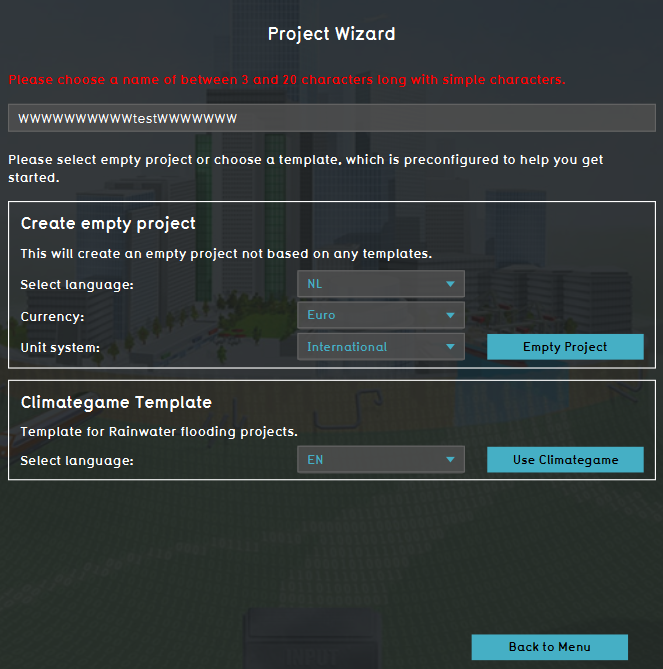 Project Wizard
Please choose a name of between 3 and 20 characters long with simple characters.
WWWWWWWWWWtestWWWWWWW
Please select empty project or choose a template, which is preconfigured to help you get
started.
Create empty project
This will create an empty project not based on any templates.
Select language: NL
Currency: Euro
Unit system: International Empty Project
Climategame Template
Template for Rainwater flooding projects.
Select language: EN Use Climategame
Back to Menu